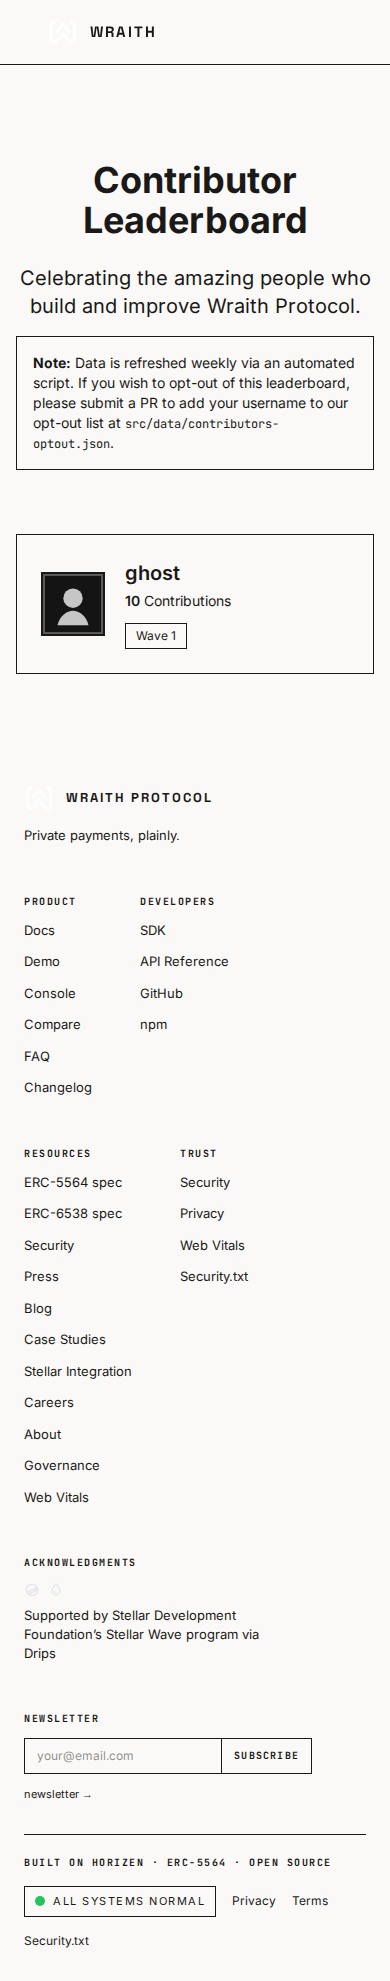 WRAITH
Contributor
Leaderboard
Celebrating the amazing people who
build and improve Wraith Protocol.
Note: Data is refreshed weekly via an automated
script. If you wish to opt-out of this leaderboard,
please submit a PR to add your username to our
opt-out list at src/data/contributors-
optout.json.
ghost
10 Contributions
Wave 1
WRAITH PROTOCOL
Private payments, plainly.
PRODUCT
Docs
Demo
Console
Compare
FAQ
Changelog
DEVELOPERS
SDK
API Reference
GitHub
npm
RESOURCES
ERC-5564 spec
ERC-6538 spec
Security
Press
Blog
Case Studies
Stellar Integration
Careers
About
Governance
Web Vitals
TRUST
Security
Privacy
Web Vitals
Security.txt
ACKNOWLEDGMENTS
Supported by Stellar Development
Foundation’s Stellar Wave program via
Drips
NEWSLETTER
your@email.com SUBSCRIBE
newsletter →
BUILT ON HORIZEN · ERC-5564 · OPEN SOURCE
ALL SYSTEMS NORMAL Privacy Terms
Security.txt